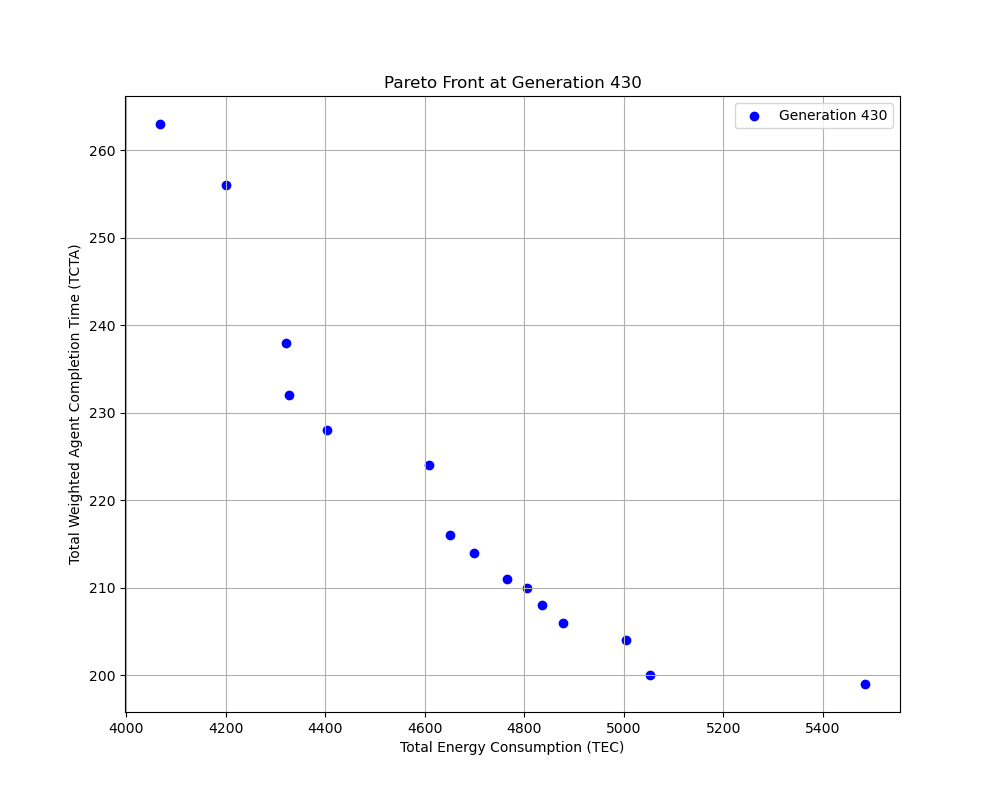 Pareto Front at Generation 430
Generation 430
Total Weighted Agent Completion Time (TCTA)
260
250
240
230
220
210
200
4000 4200 4400 4600 4800 5000 5200 5400
Total Energy Consumption (TEC)